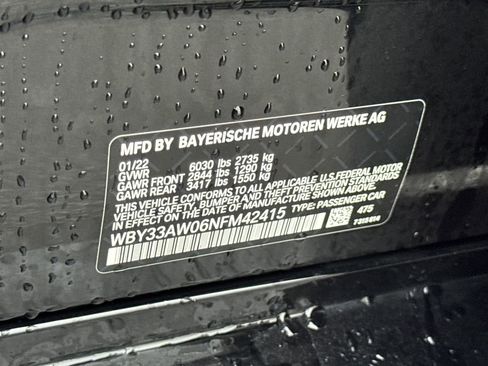 MFD BY BAYERISCHE MOTOREN WERKE AG
01/22 6030 lbs 2735 kg
GVWR
GAWR FRONT 2844 lbs 1290 kg
GAWR REAR 3417 lbs 1550 kg
THIS VEHICLE CONFORMS TO ALL APPLICABLE U.S. FEDERAL MOTOR
VEHICLE SAFETY, BUMPER AND THEFT PREVENTION STANDARDS
IN EFFECT ON THE DATE OF MANUFACTURE SHOWN ABOVE.
WBY33AW06NFM42415 TYPE: PASSENGER CAR
475